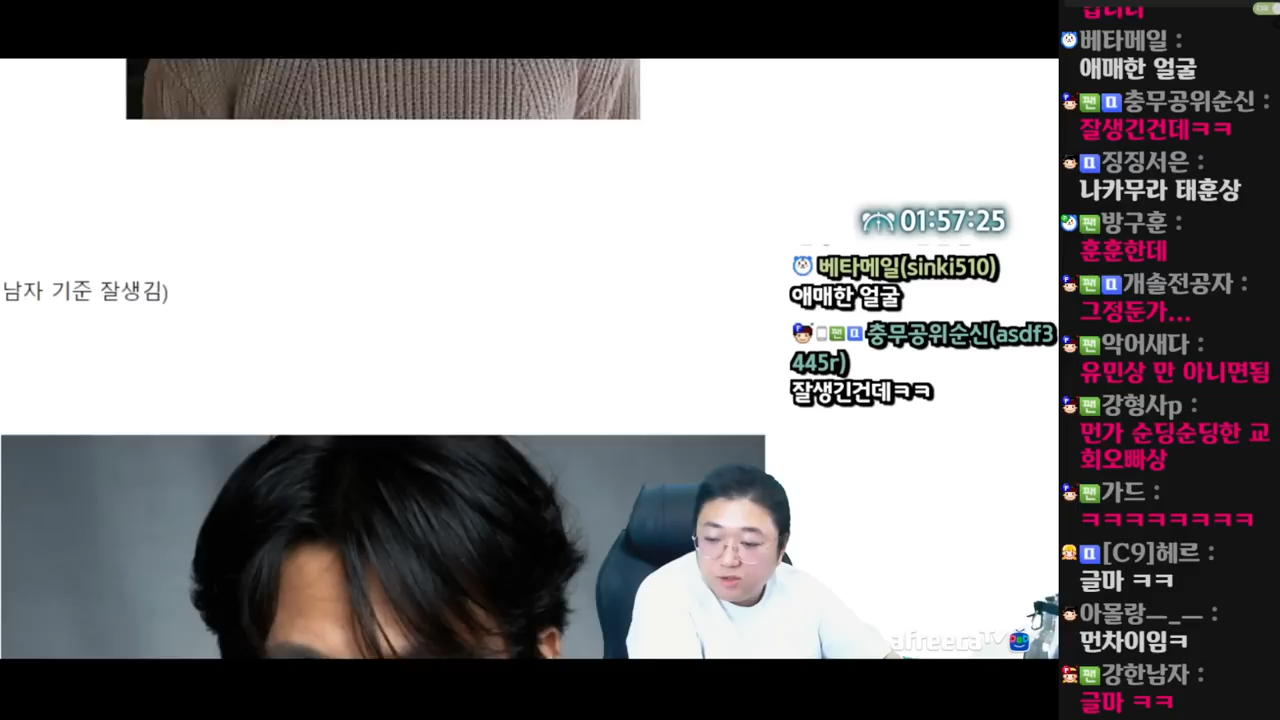 남자 기준 잘생김)
01:57:25
베타메일(sinki510)
애매한 얼굴
충무공위순신(asdf3
445r)
잘생긴건데ㅋㅋ
afreecaTV
베타메일 :
애매한 얼굴
충무공위순신 :
잘생긴건데ㅋㅋ
징징서은 :
나카무라 태훈상
방구훈 :
훈훈한데
개솔전공자 :
그정둔가...
악어새다 :
유민상 만 아니면됨
강형사p :
먼가 순딩순딩한 교
회오빠상
가드 :
ㅋㅋㅋㅋㅋㅋㅋㅋ
[C9]헤르 :
글마 ㅋㅋ
아몰랑ㅡ_ㅡ :
먼차이임ㅋ
강한남자 :
글마 ㅋㅋ